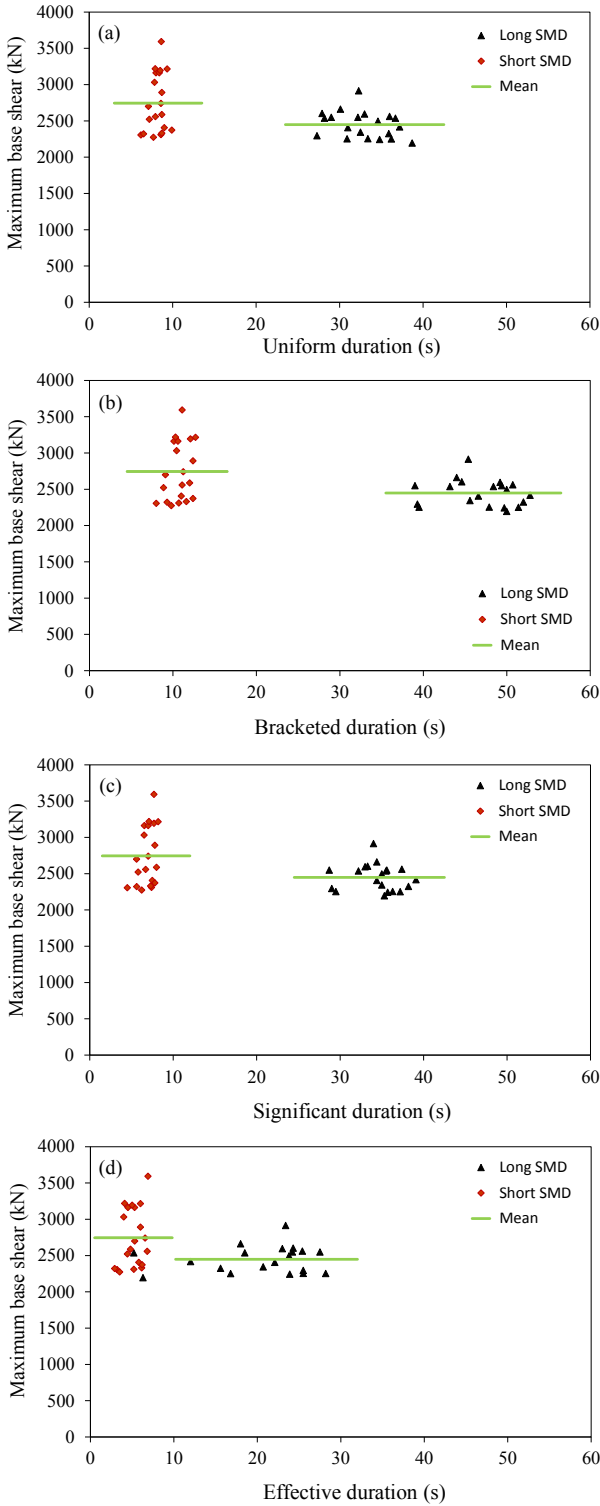 (a)
Long SMD
Short SMD
Mean
Maximum base shear (kN)
4000
3500
3000
2500
2000
1500
1000
500
0
0 10 20 30 40 50 60
Uniform duration (s)
(b)
Maximum base shear (kN)
4000
3500
3000
2500
2000
1500
1000
500
0
Long SMD
Short SMD
Mean
0 10 20 30 40 50 60
Bracketed duration (s)
(c)
Long SMD
Short SMD
Mean
Maximum base shear (kN)
4000
3500
3000
2500
2000
1500
1000
500
0
0 10 20 30 40 50 60
Significant duration (s)
(d)
Long SMD
Short SMD
Mean
Maximum base shear (kN)
4000
3500
3000
2500
2000
1500
1000
500
0
0 10 20 30 40 50 60
Effective duration (s)